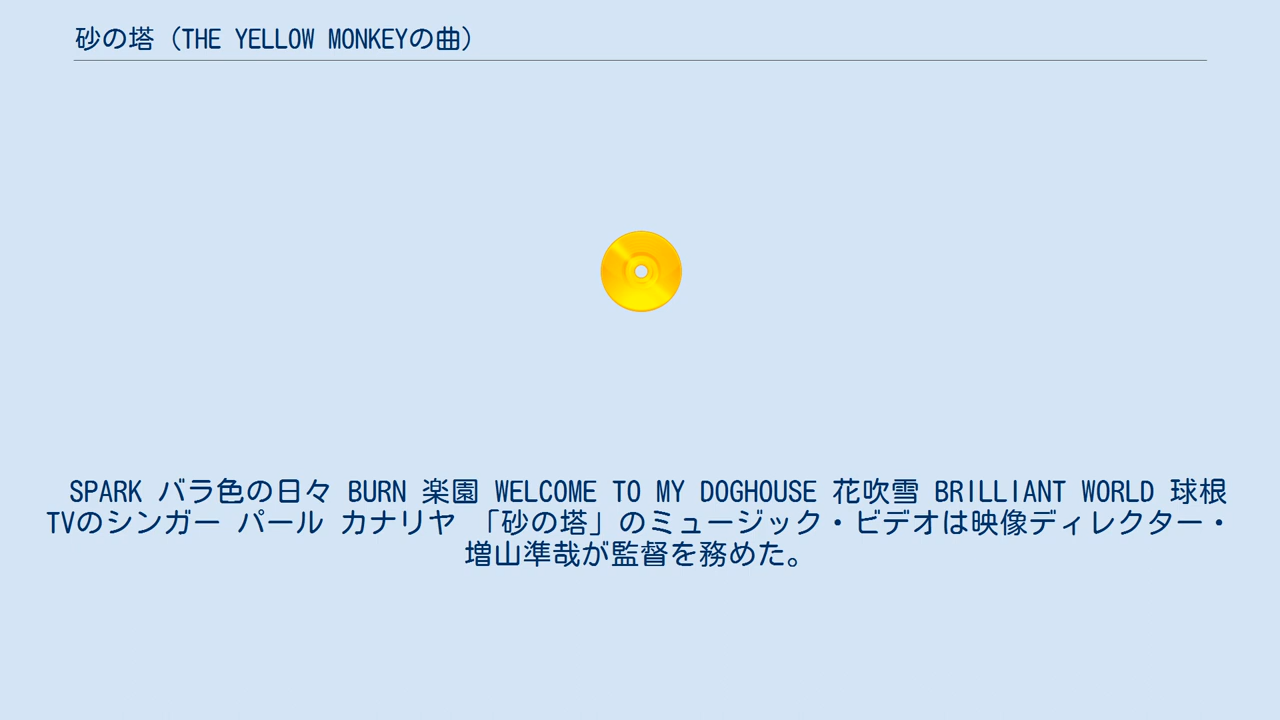 砂の塔（THE YELLOW MONKEYの曲）
SPARK バラ色の日々 BURN 楽園 WELCOME TO MY DOGHOUSE 花吹雪 BRILLIANT WORLD 球根
TVのシンガー パール カナリヤ 「砂の塔」のミュージック・ビデオは映像ディレクター・
増山準哉が監督を務めた。